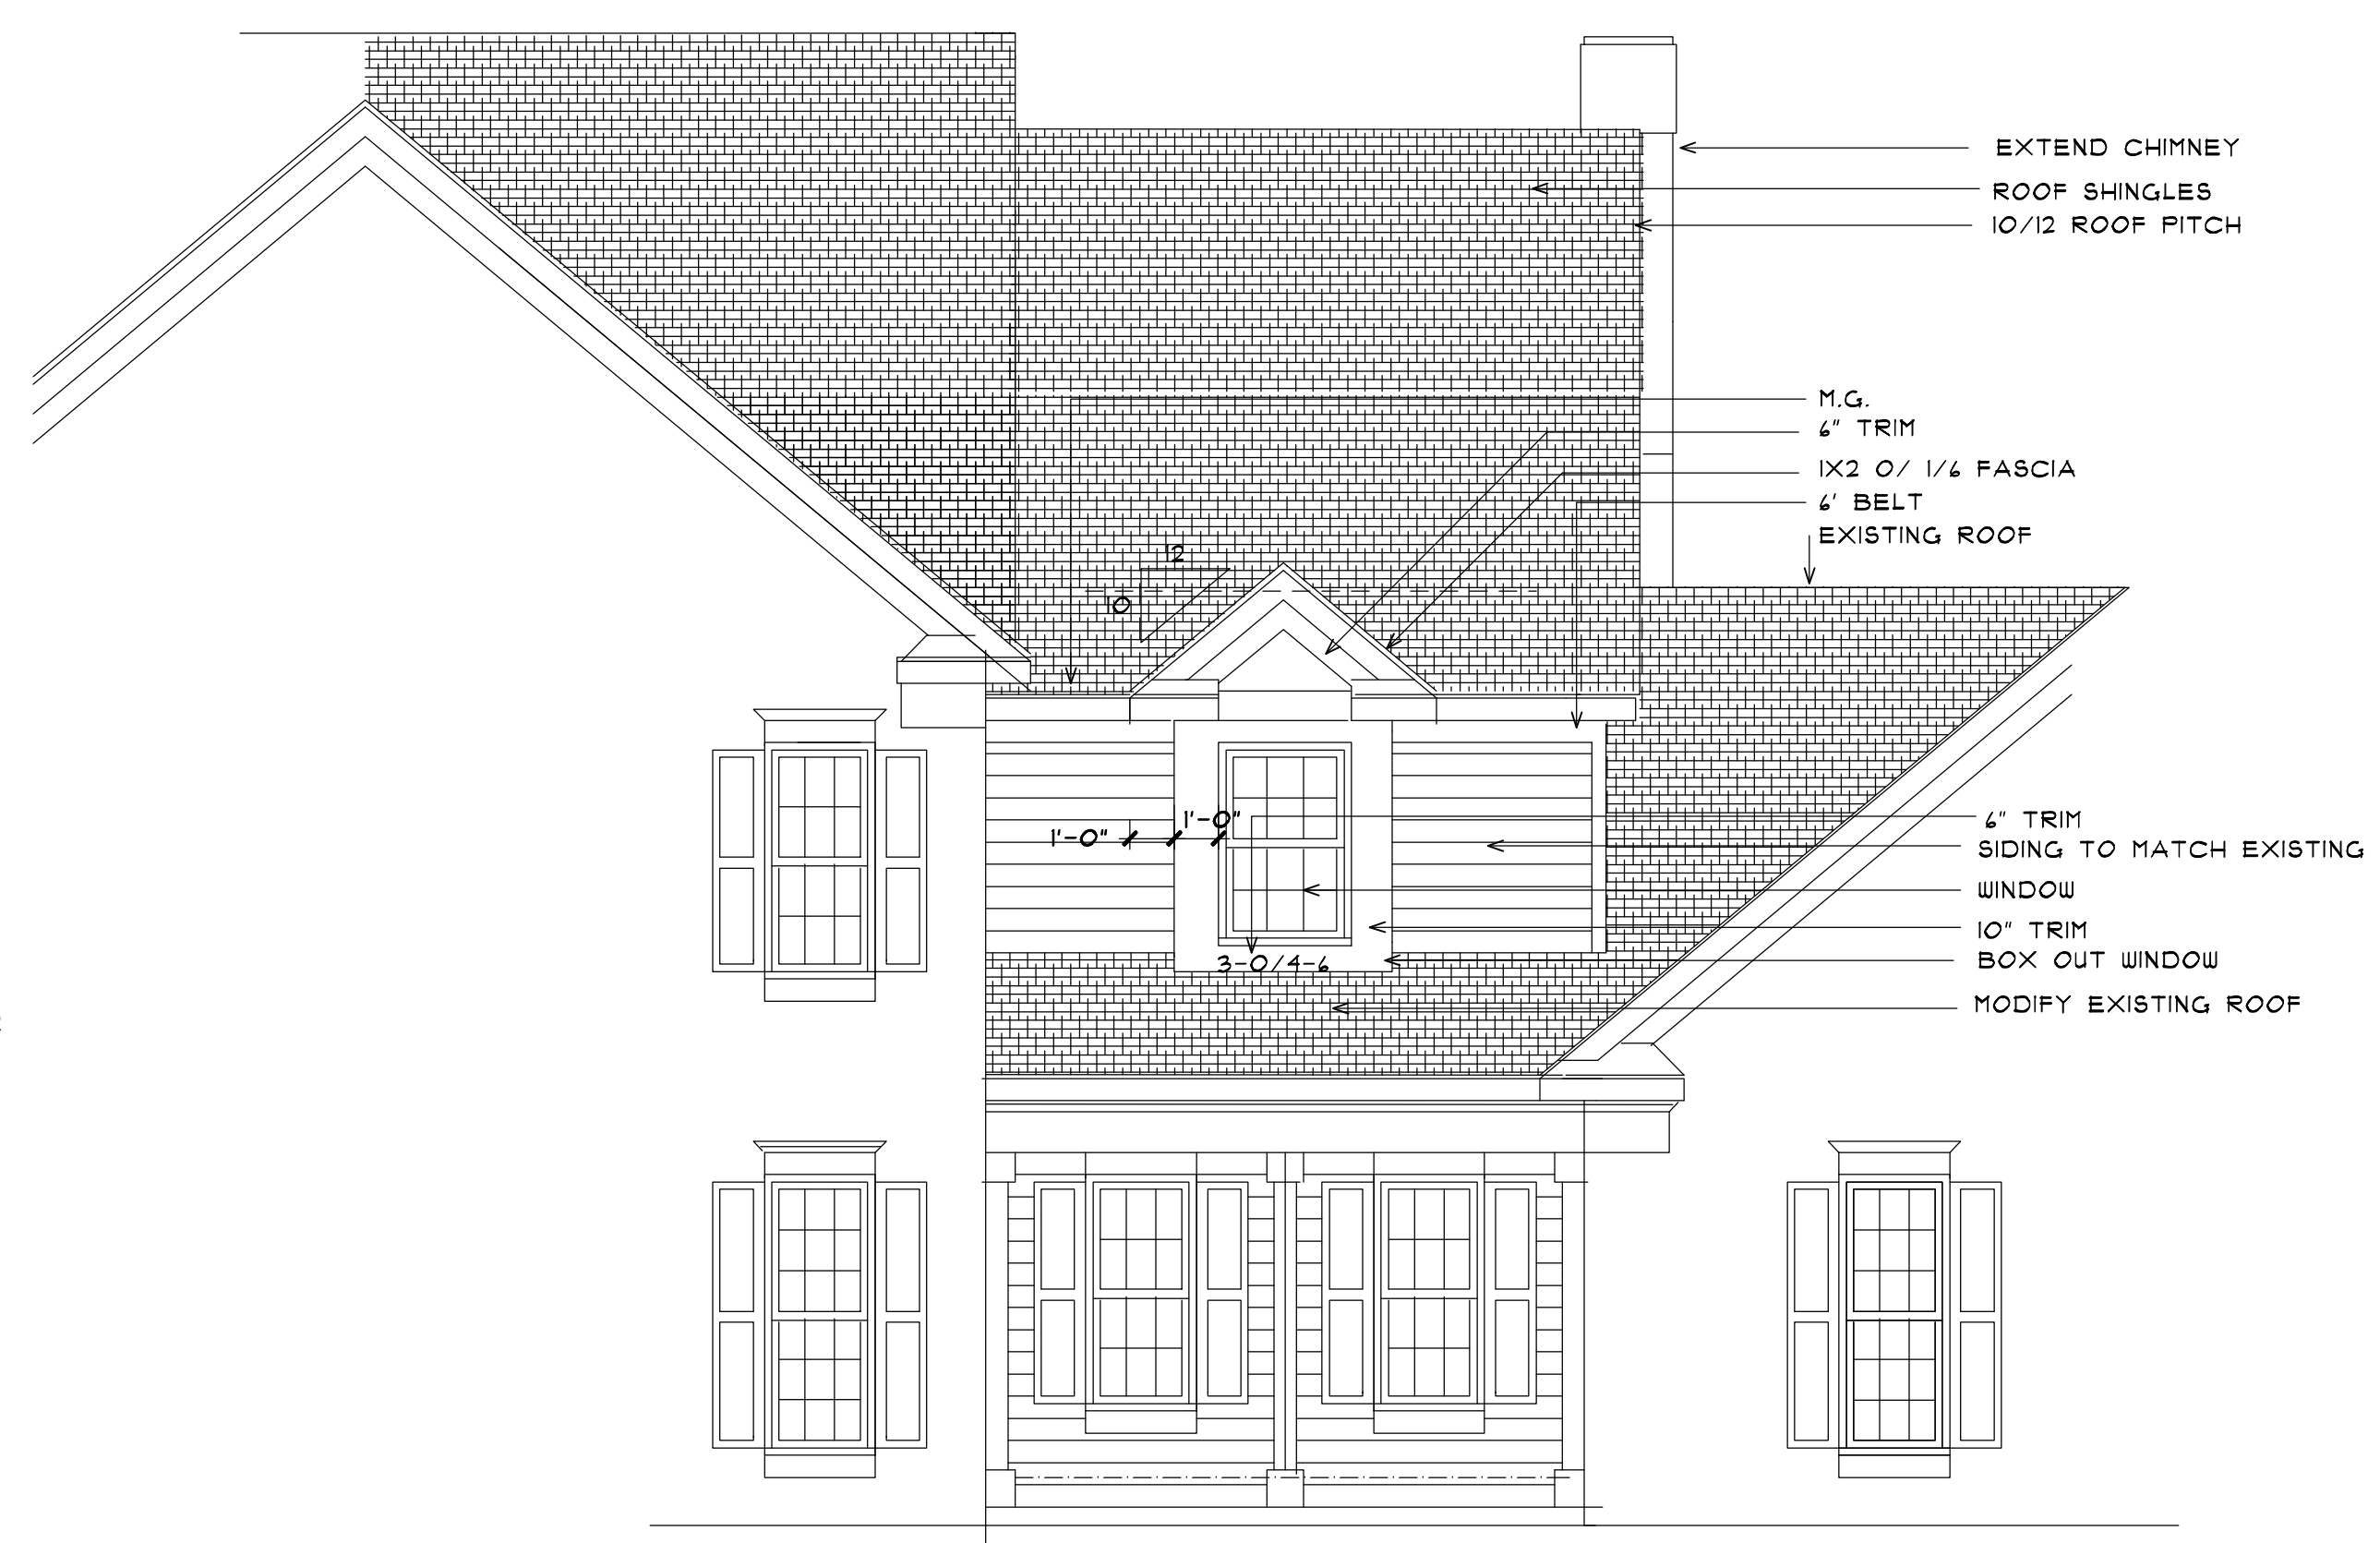 EXTEND CHIMNEY
ROOF SHINGLES
10/12 ROOF PITCH
M.G.
6" TRIM
1X2 O/ 1/6 FASCIA
6' BELT
EXISTING ROOF
12
10
1'-0"
1'-0"
6" TRIM
SIDING TO MATCH EXISTING
WINDOW
10" TRIM
BOX OUT WINDOW
3-0/4-6
MODIFY EXISTING ROOF